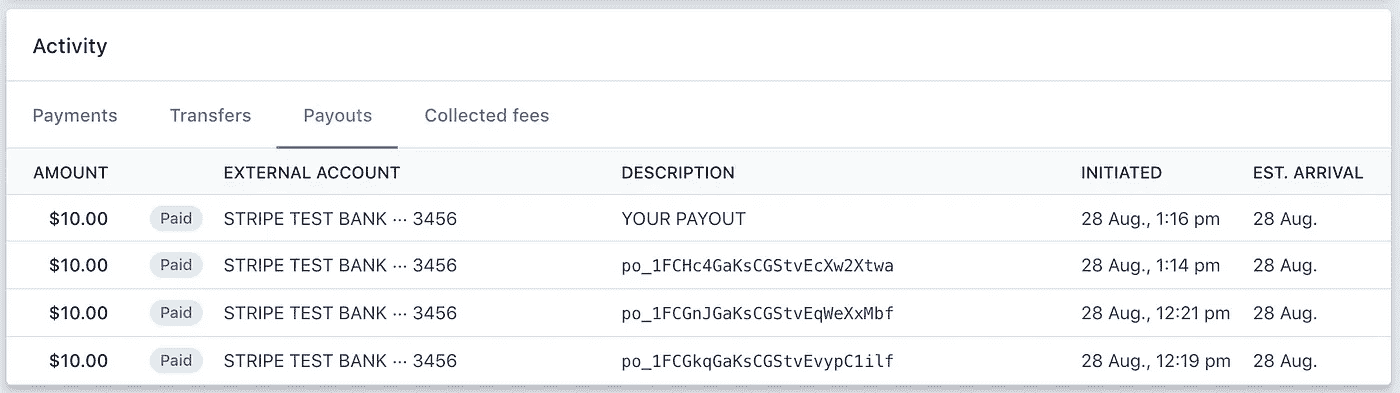 Activity
Payments Transfers Payouts Collected fees
AMOUNT EXTERNAL ACCOUNT DESCRIPTION INITIATED EST. ARRIVAL
$10.00 Paid STRIPE TEST BANK ··· 3456 YOUR PAYOUT 28 Aug., 1:16 pm 28 Aug.
$10.00 Paid STRIPE TEST BANK ··· 3456 po_1FCHc4GaKsCGStvEcXw2Xtwa 28 Aug., 1:14 pm 28 Aug.
$10.00 Paid STRIPE TEST BANK ··· 3456 po_1FCGnJGaKsCGStvEqWeXxMbf 28 Aug., 12:21 pm 28 Aug.
$10.00 Paid STRIPE TEST BANK ··· 3456 po_1FCGkqGaKsCGStvEvypC1ilf 28 Aug., 12:19 pm 28 Aug.